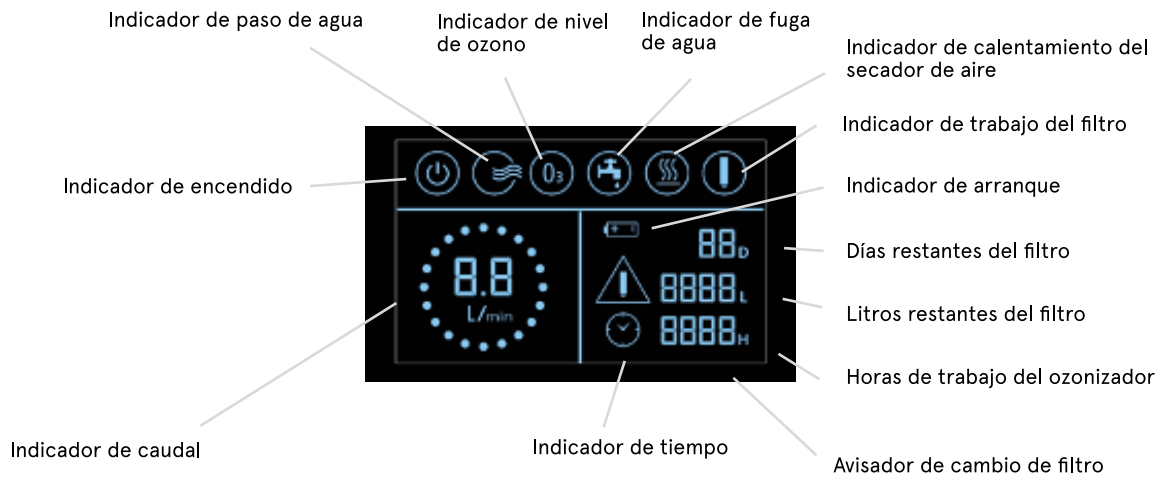 Indicador de paso de agua
Indicador de nivel
de ozono
Indicador de fuga
de agua
Indicador de calentamiento del
secador de aire
Indicador de trabajo del filtro
Indicador de encendido
Indicador de arranque
Días restantes del filtro
Litros restantes del filtro
Horas de trabajo del ozonizador
Indicador de caudal
Indicador de tiempo
Avisador de cambio de filtro
O₃
88D
8.8
L/min
8888L
8888H